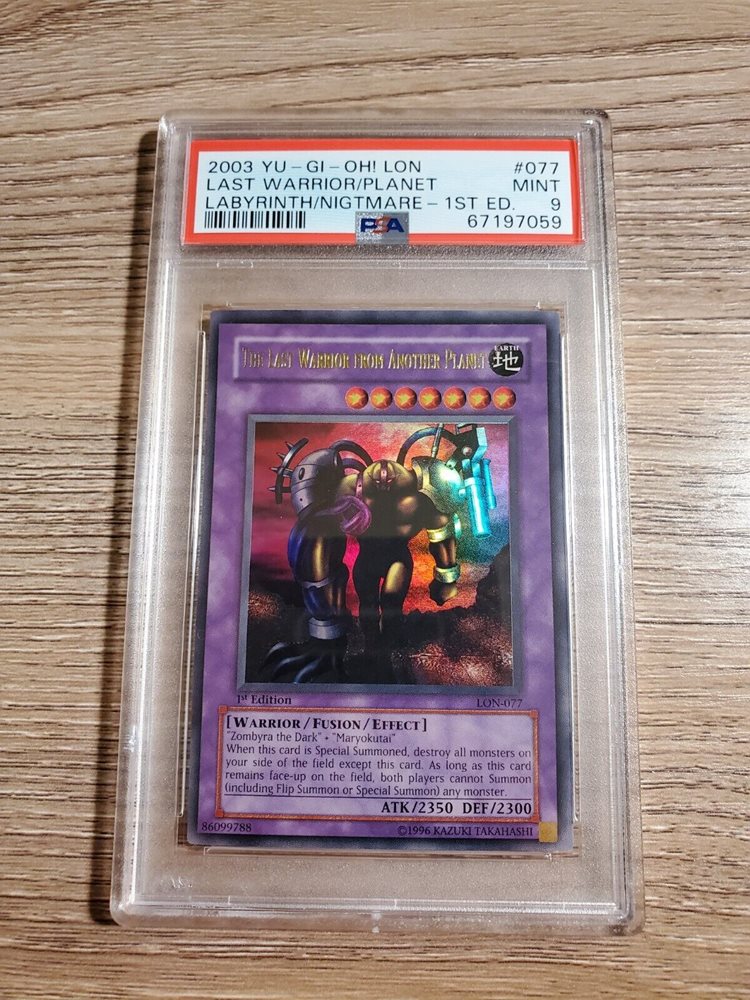 2003 YU-GI-OH! LON #077
LAST WARRIOR/PLANET MINT
LABYRINTH/NIGTMARE-1ST ED. 9
PSA 67197059
THE LAST WARRIOR FROM ANOTHER PLANET
EARTH
地
1st Edition LON-077
[WARRIOR/FUSION/EFFECT]
"Zombyra the Dark" + "Maryokutai"
When this card is Special Summoned, destroy all monsters on
your side of the field except this card. As long as this card
remains face-up on the field, both players cannot Summon
(including Flip Summon or Special Summon) any monster.
ATK/2350 DEF/2300
86099788 ©1996 KAZUKI TAKAHASHI